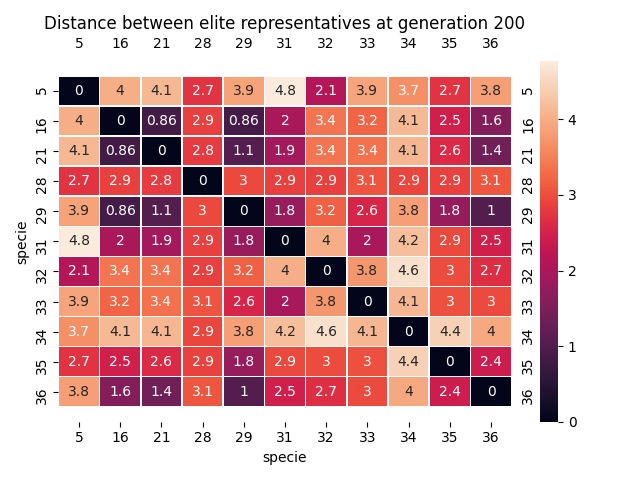 Distance between elite representatives at generation 200
5 16 21 28 29 31 32 33 34 35 36
5 0 4 4.1 2.7 3.9 4.8 2.1 3.9 3.7 2.7 3.8 5
16 4 0 0.86 2.9 0.86 2 3.4 3.2 4.1 2.5 1.6 16
21 4.1 0.86 0 2.8 1.1 1.9 3.4 3.4 4.1 2.6 1.4 21
28 2.7 2.9 2.8 0 3 2.9 2.9 3.1 2.9 2.9 3.1 28
29 3.9 0.86 1.1 3 0 1.8 3.2 2.6 3.8 1.8 1 29
31 4.8 2 1.9 2.9 1.8 0 4 2 4.2 2.9 2.5 31
32 2.1 3.4 3.4 2.9 3.2 4 0 3.8 4.6 3 2.7 32
33 3.9 3.2 3.4 3.1 2.6 2 3.8 0 4.1 3 3 33
34 3.7 4.1 4.1 2.9 3.8 4.2 4.6 4.1 0 4.4 4 34
35 2.7 2.5 2.6 2.9 1.8 2.9 3 3 4.4 0 2.4 35
36 3.8 1.6 1.4 3.1 1 2.5 2.7 3 4 2.4 0 36
5 16 21 28 29 31 32 33 34 35 36
specie
specie
4
3
2
1
0